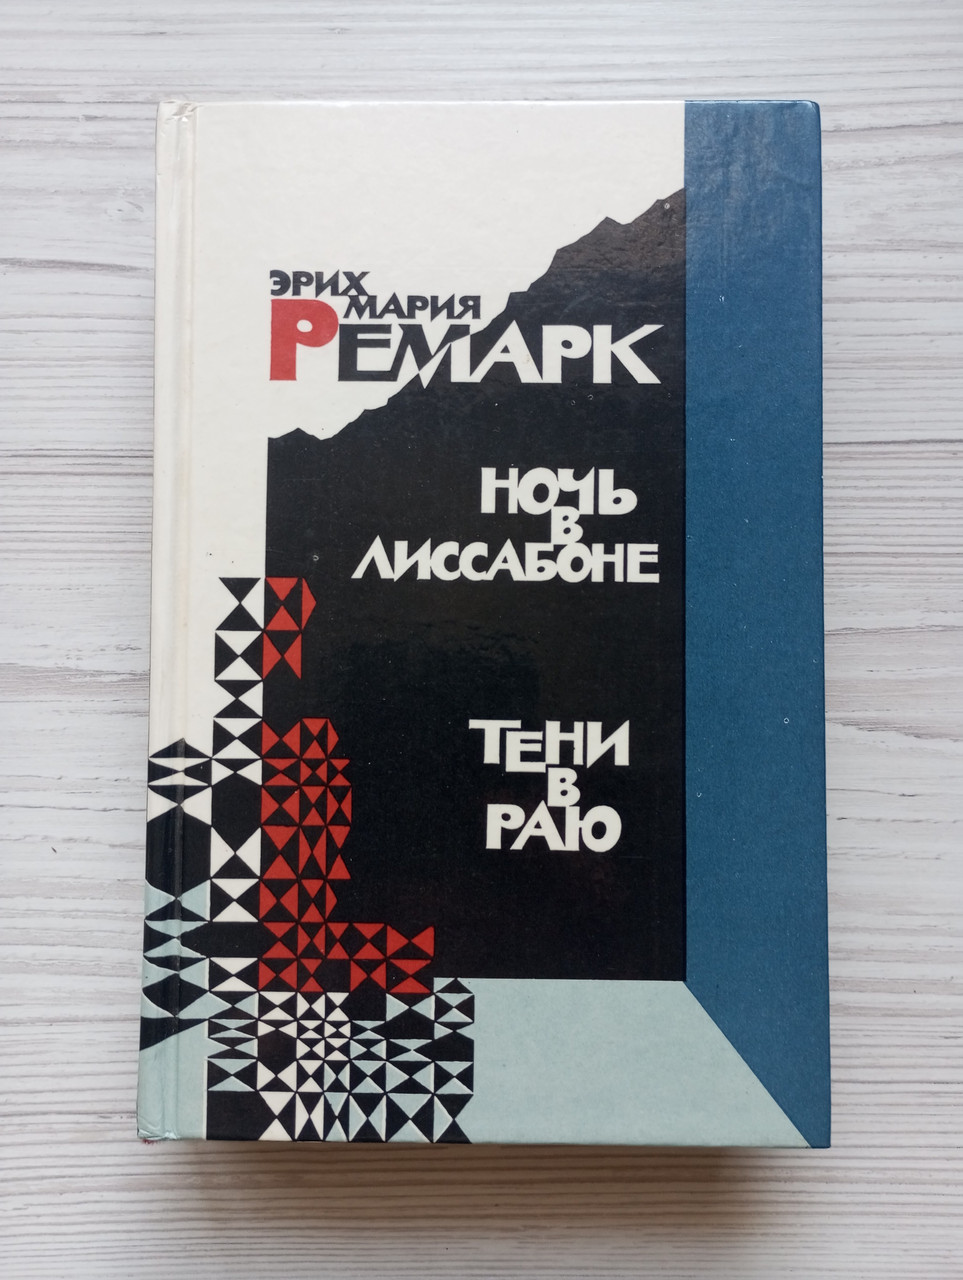 ЭРИХ
МАРИЯ
РЕМАРК
НОЧЬ
В
ЛИССАБОНЕ
ТЕНИ
В
РАЮ